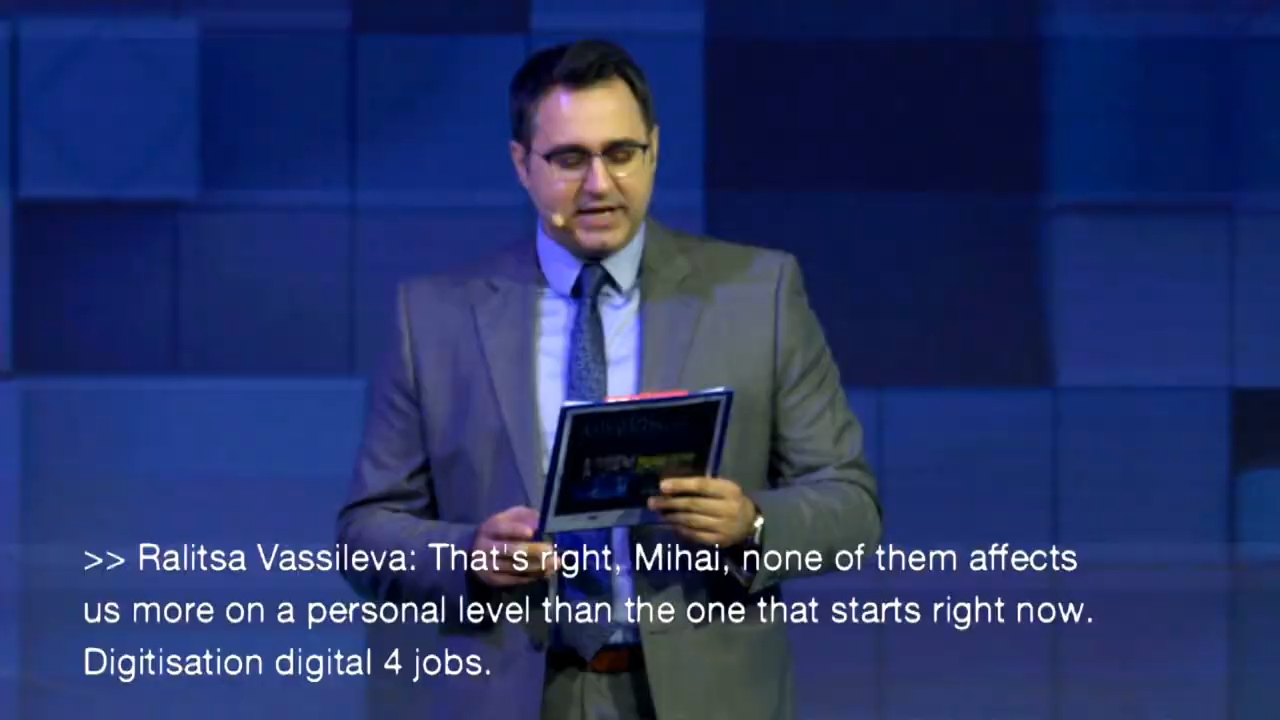 >> Ralitsa Vassileva: That's right, Mihai, none of them affects
us more on a personal level than the one that starts right now.
Digitisation digital 4 jobs.